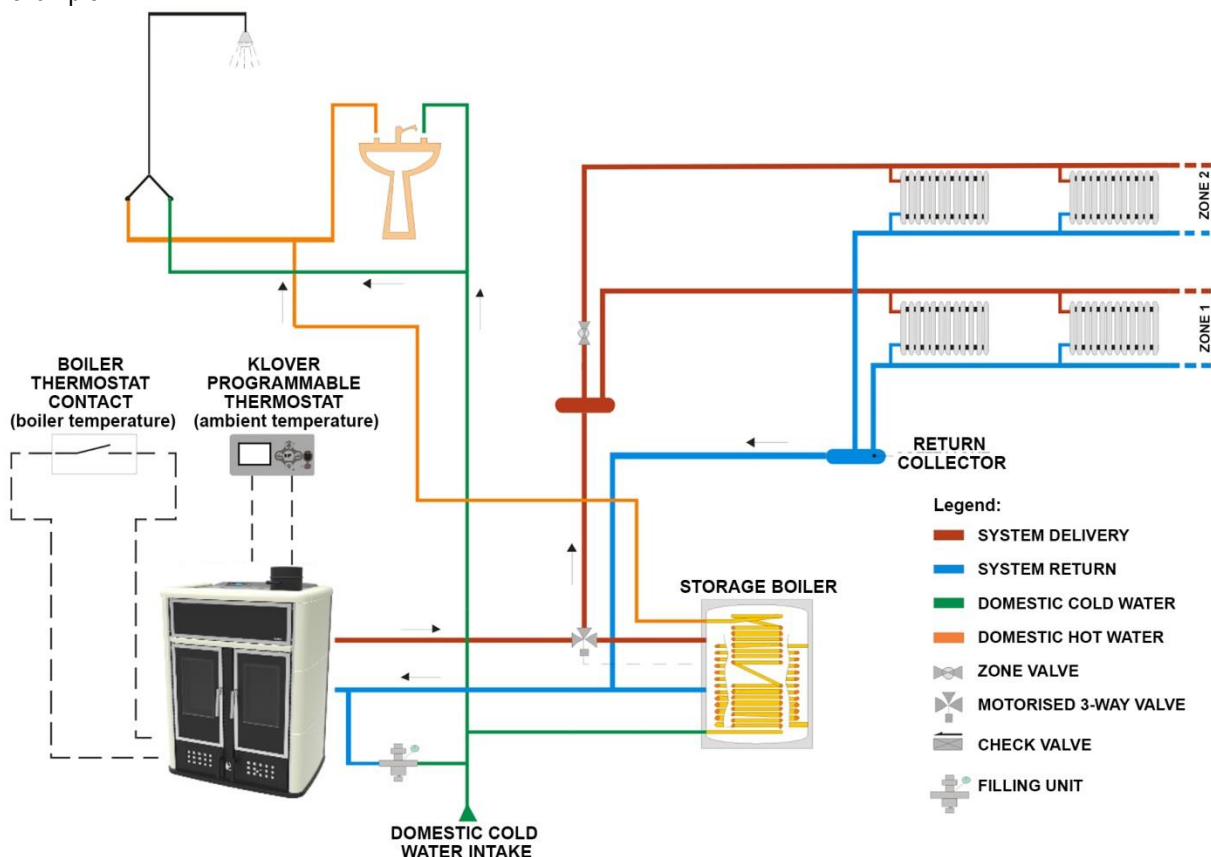 ZONE 2
ZONE 1
BOILER
THERMOSTAT
CONTACT
(boiler temperature)
KLOVER
PROGRAMMABLE
THERMOSTAT
(ambient temperature)
RETURN
COLLECTOR
Legend:
SYSTEM DELIVERY
SYSTEM RETURN
DOMESTIC COLD WATER
DOMESTIC HOT WATER
ZONE VALVE
MOTORISED 3-WAY VALVE
CHECK VALVE
FILLING UNIT
STORAGE BOILER
DOMESTIC COLD
WATER INTAKE